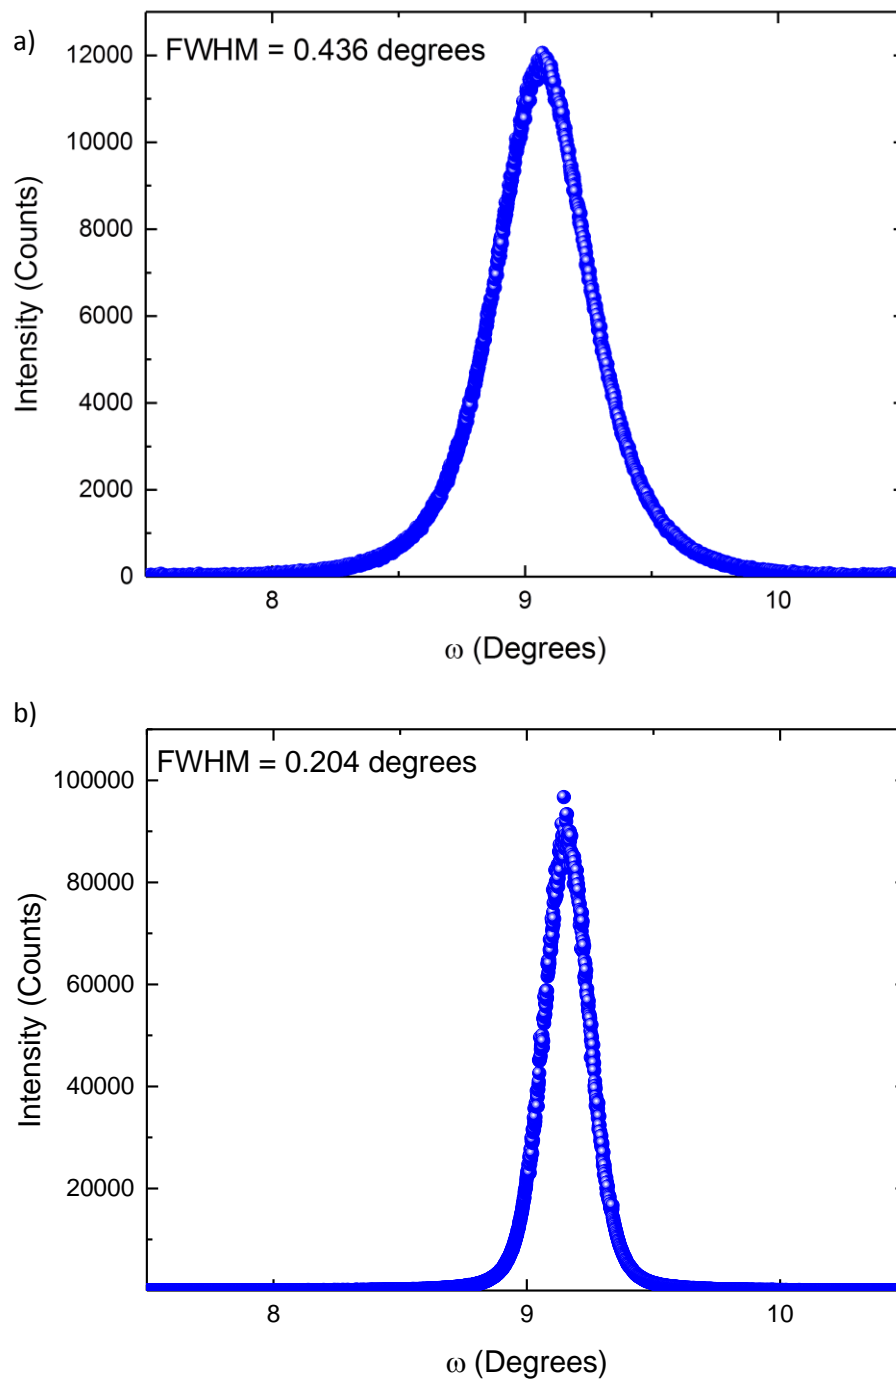 a)
FWHM = 0.436 degrees
12000
10000
8000
6000
4000
2000
0
Intensity (Counts)
8
9
10
ω (Degrees)
b)
FWHM = 0.204 degrees
100000
80000
60000
40000
20000
Intensity (Counts)
8
9
10
ω (Degrees)